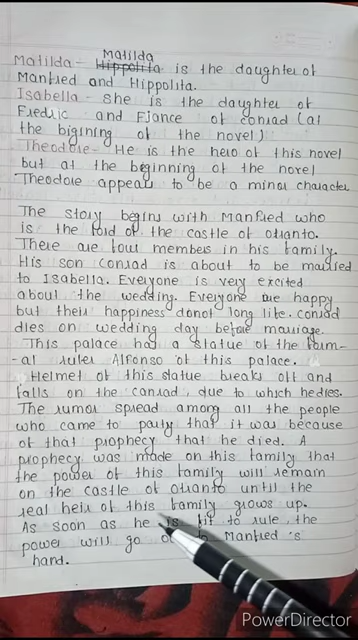 Matilda
Matilda - Hippolita is the daughter of
Manfred and Hippolita.
Isabella - she is the daughter of
Fredric and Fiance of conrad (at
the bigining of the novel)
Theodore - He is the hero of this novel
but at the beginning of the novel
Theodore appears to be a minor character
The story begins with Manfred who
is the lord of the castle of otranto.
There are four members in his family.
His son Conrad is about to be married
to Isabella. Everyone is very excited
about the wedding. Everyone are happy
but their happiness donot long like. conrad
dies on wedding day before marriage.
This palace has a statue of the form-
-al ruler Alfonso of this palace.
Helmet of this statue breaks off and
falls on the conrad, due to which he dies.
The rumor spread among all the people
who came to party that it was because
of that prophecy that he died. A
prophecy was made on this family that
the power of this family will remain
on the castle of otranto until the
real heir of this family grows up.
As soon as he is fit to rule, the
power will go of Manfred's
hand.
PowerDirector